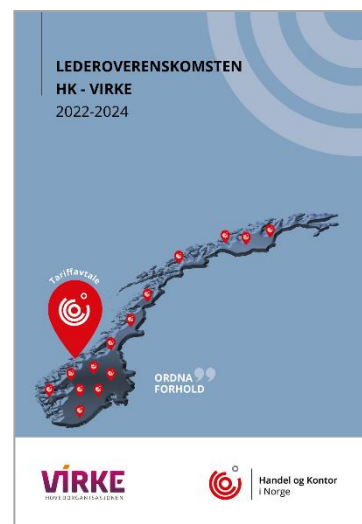 LEDEROVERENSKOMSTEN
HK - VIRKE
2022-2024
Tariffavtale
ORDNA
FORHOLD
VIRKE
HOVEDORGANISASJONEN
Handel og Kontor
i Norge